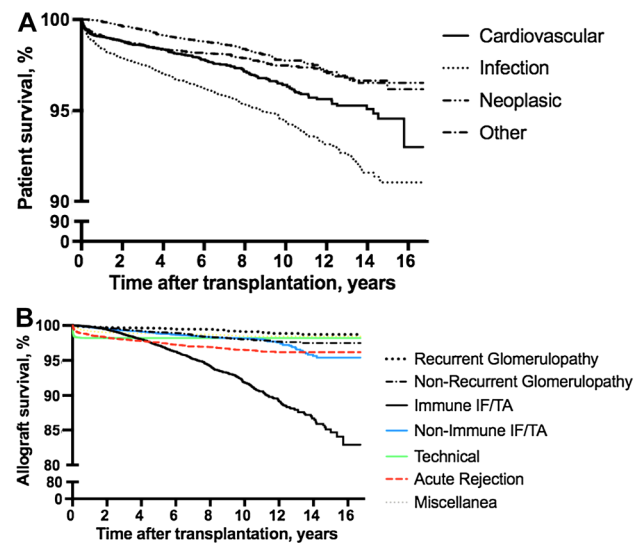 A
Patient survival, %
100
95
90
90
0
0 2 4 6 8 10 12 14 16
Time after transplantation, years
Cardiovascular
Infection
Neoplasic
Other
B
Allograft survival, %
100
95
90
85
80
80
0
0 2 4 6 8 10 12 14 16
Time after transplantation, years
Recurrent Glomerulopathy
Non-Recurrent Glomerulopathy
Immune IF/TA
Non-Immune IF/TA
Technical
Acute Rejection
Miscellanea